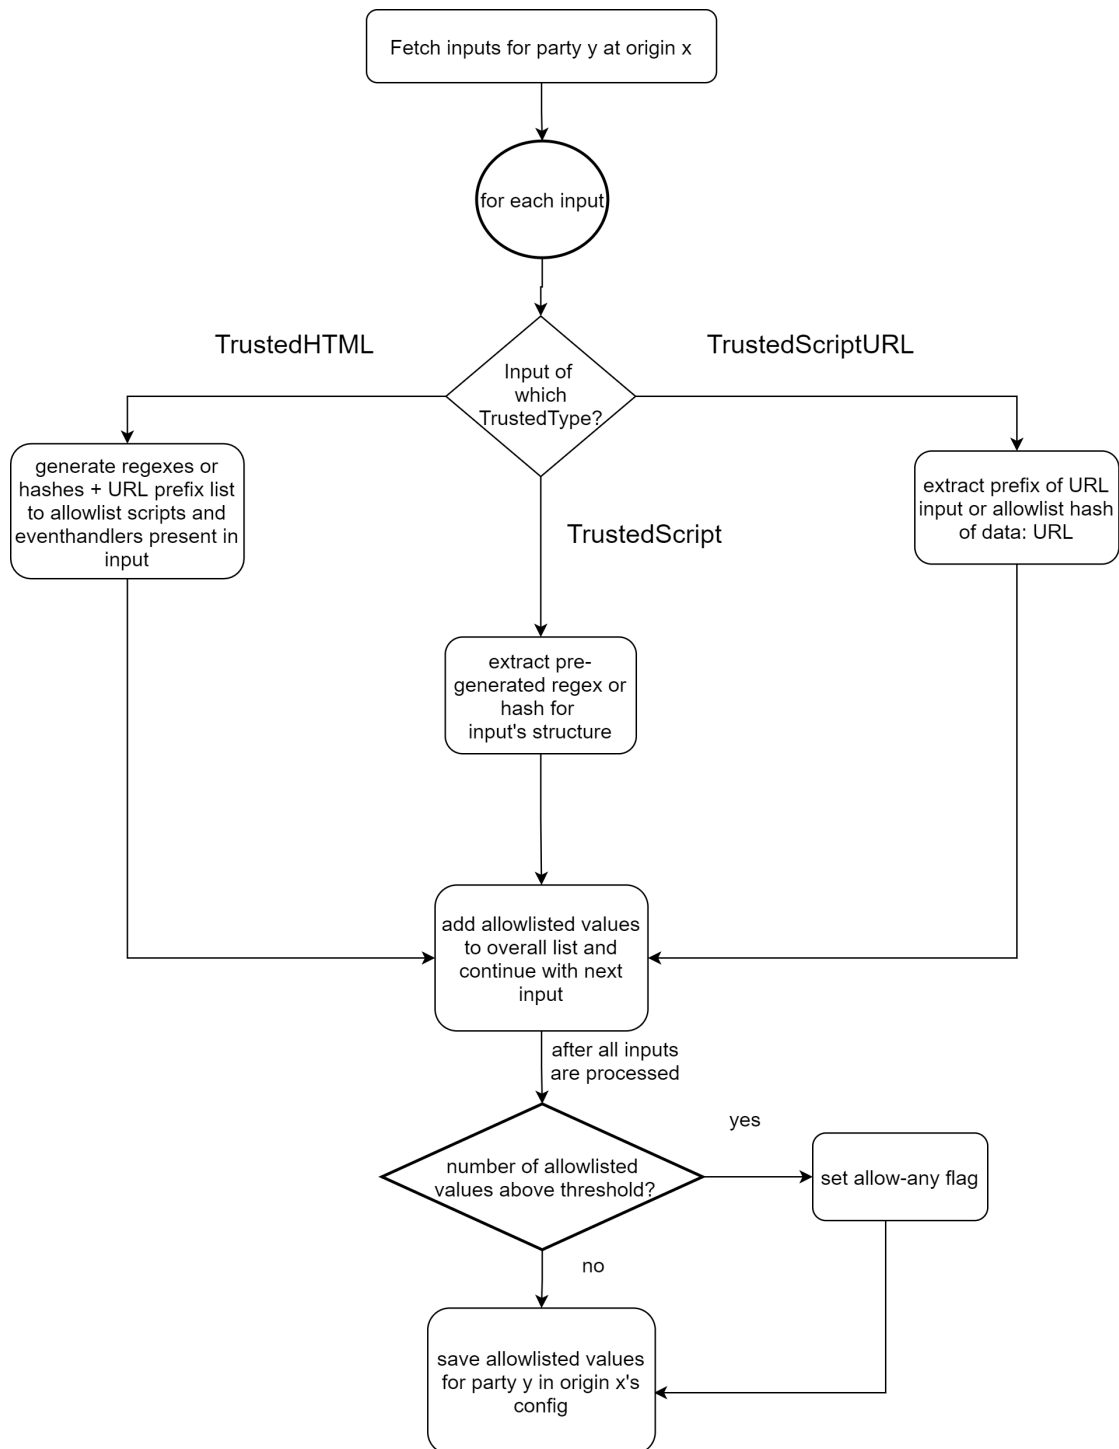 Fetch inputs for party y at origin x
for each input
TrustedHTML
TrustedScriptURL
Input of
which
TrustedType?
generate regexes or
hashes + URL prefix list
to allowlist scripts and
eventhandlers present in
input
extract prefix of URL
input or allowlist hash
of data: URL
TrustedScript
extract pre-
generated regex or
hash for
input's structure
add allowlisted values
to overall list and
continue with next
input
after all inputs
are processed
number of allowlisted
values above threshold?
yes
set allow-any flag
no
save allowlisted values
for party y in origin x's
config